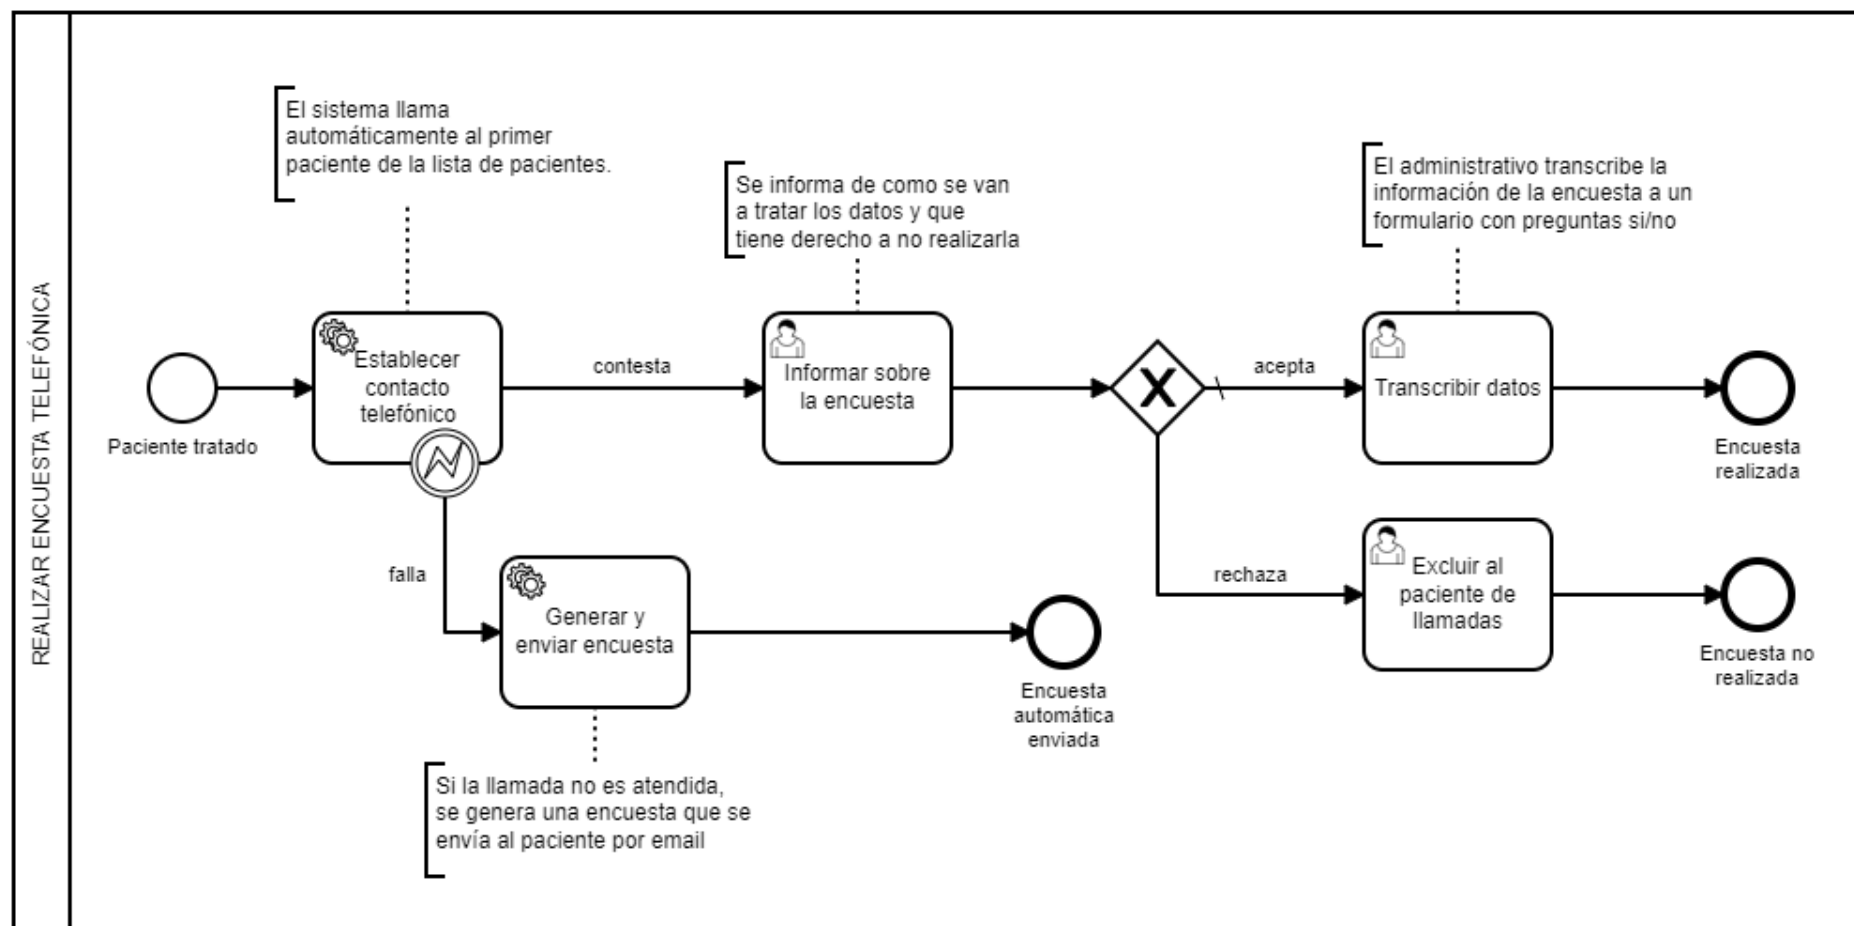 REALIZAR ENCUESTA TELEFÓNICA
El sistema llama
automáticamente al primer
paciente de la lista de pacientes.
Se informa de como se van
a tratar los datos y que
tiene derecho a no realizarla
El administrativo transcribe la
información de la encuesta a un
formulario con preguntas si/no
Paciente tratado
Establecer
contacto
telefónico
contesta
Informar sobre
la encuesta
acepta
Transcribir datos
Encuesta
realizada
falla
Generar y
enviar encuesta
Encuesta
automática
enviada
rechaza
Excluir al
paciente de
llamadas
Encuesta no
realizada
Si la llamada no es atendida,
se genera una encuesta que se
envía al paciente por email